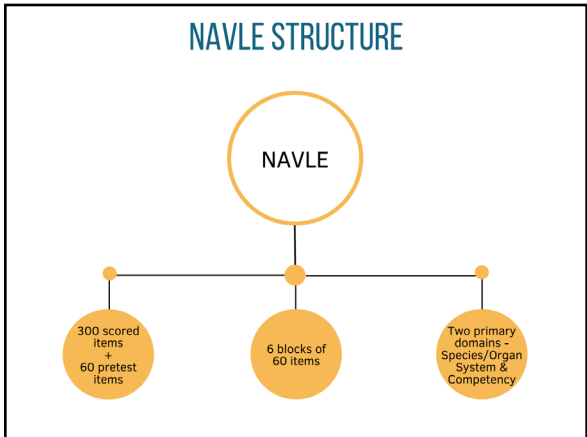 NAVLE STRUCTURE
NAVLE
300 scored
items
+
60 pretest
items
6 blocks of
60 items
Two primary
domains -
Species/Organ
System &
Competency